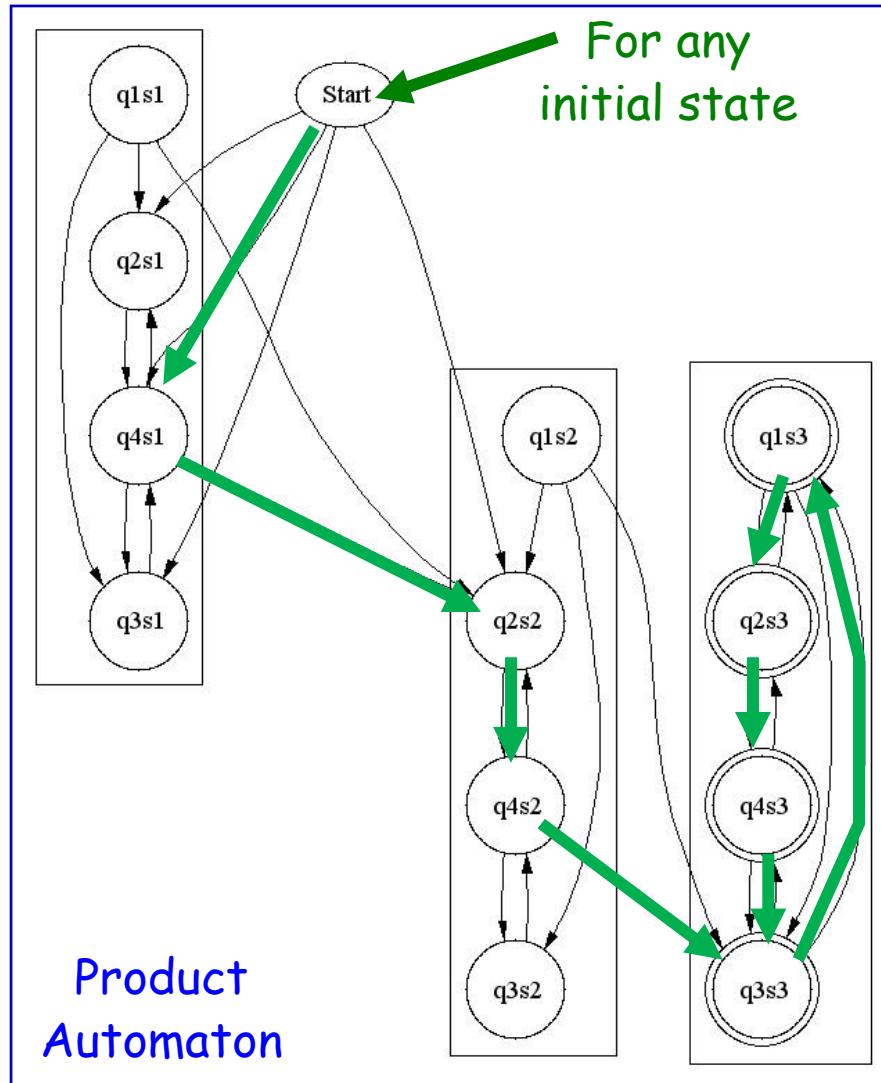 For any
initial state
Start
q1s1
q2s1
q4s1
q3s1
q1s2
q2s2
q4s2
q3s2
q1s3
q2s3
q4s3
q3s3
Product
Automaton